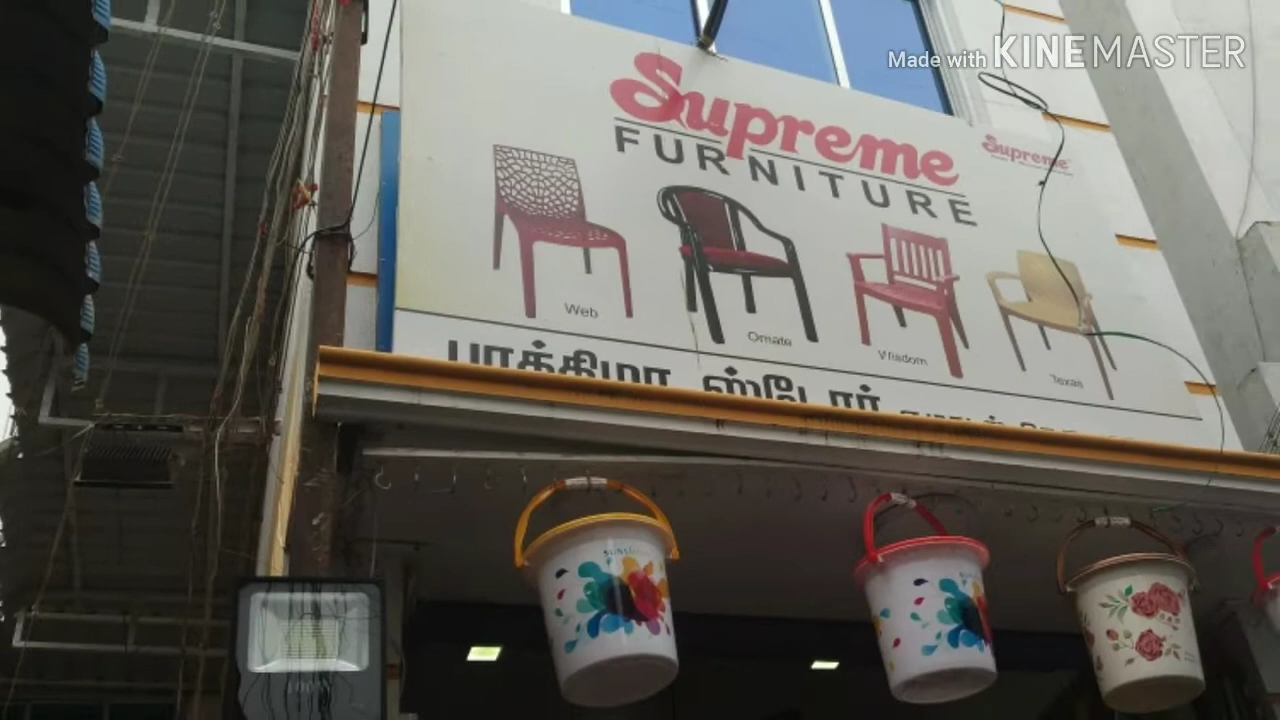 Made with KINEMASTER
Supreme
FURNITURE
Supreme
Web
Ornate
Wisdom
Texas
பாத்திமா ஸ்டோர்